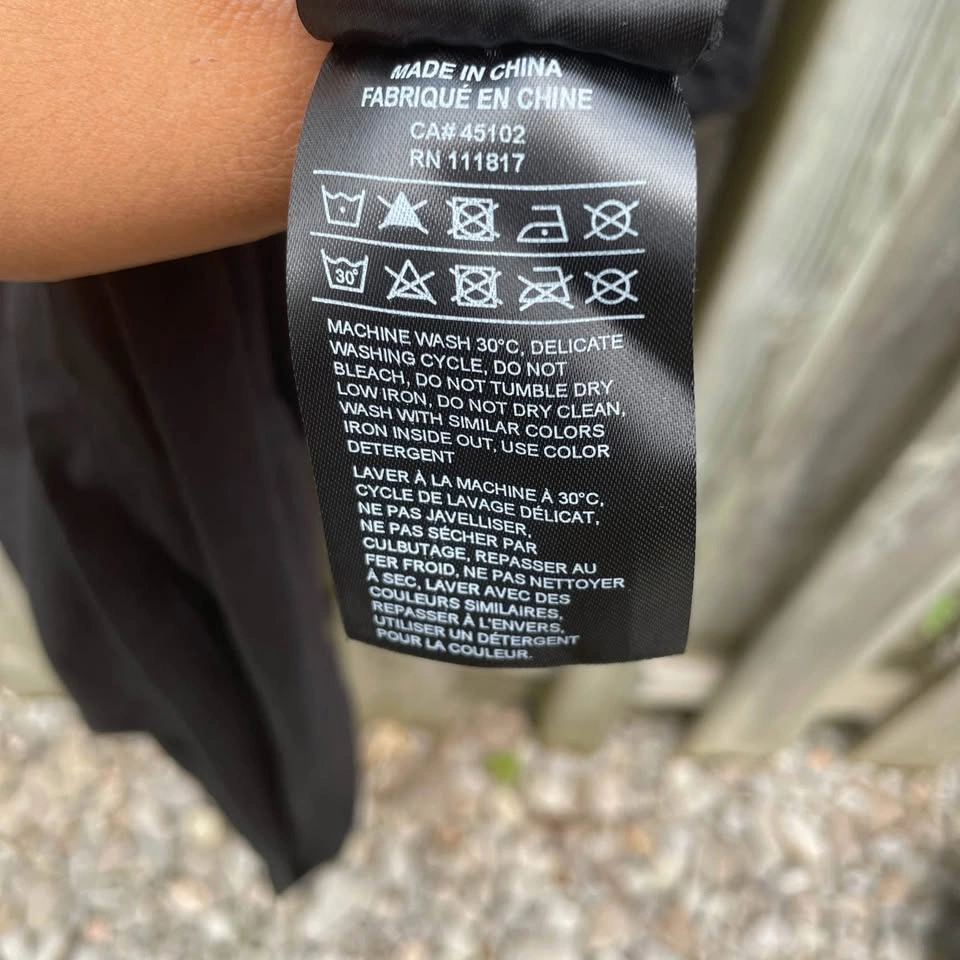 MADE IN CHINA
FABRIQUÉ EN CHINE
CA# 45102
RN 111817
30°
MACHINE WASH 30°C, DELICATE
WASHING CYCLE, DO NOT
BLEACH, DO NOT TUMBLE DRY
LOW IRON, DO NOT DRY CLEAN,
WASH WITH SIMILAR COLORS
IRON INSIDE OUT, USE COLOR
DETERGENT
LAVER À LA MACHINE À 30°C,
CYCLE DE LAVAGE DÉLICAT,
NE PAS JAVELLISER,
NE PAS SÉCHER PAR
CULBUTAGE, REPASSER AU
FER FROID, NE PAS NETTOYER
À SEC, LAVER AVEC DES
COULEURS SIMILAIRES,
REPASSER À L'ENVERS,
UTILISER UN DÉTERGENT
POUR LA COULEUR.